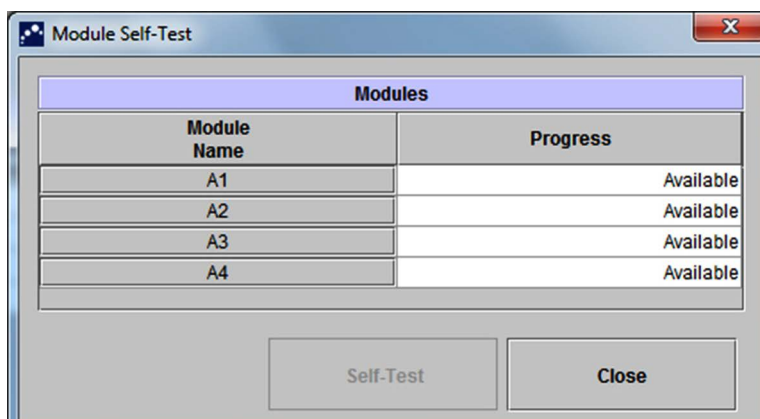 Module Self-Test
Modules
Module
Name
Progress
A1 Available
A2 Available
A3 Available
A4 Available
Self-Test Close